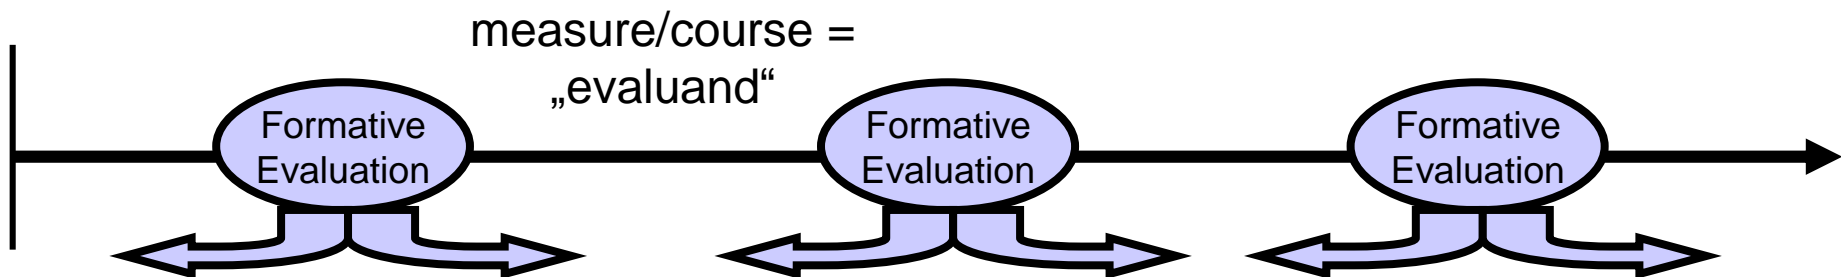 measure/course =
„evaluand“
Formative
Evaluation
Formative
Evaluation
Formative
Evaluation